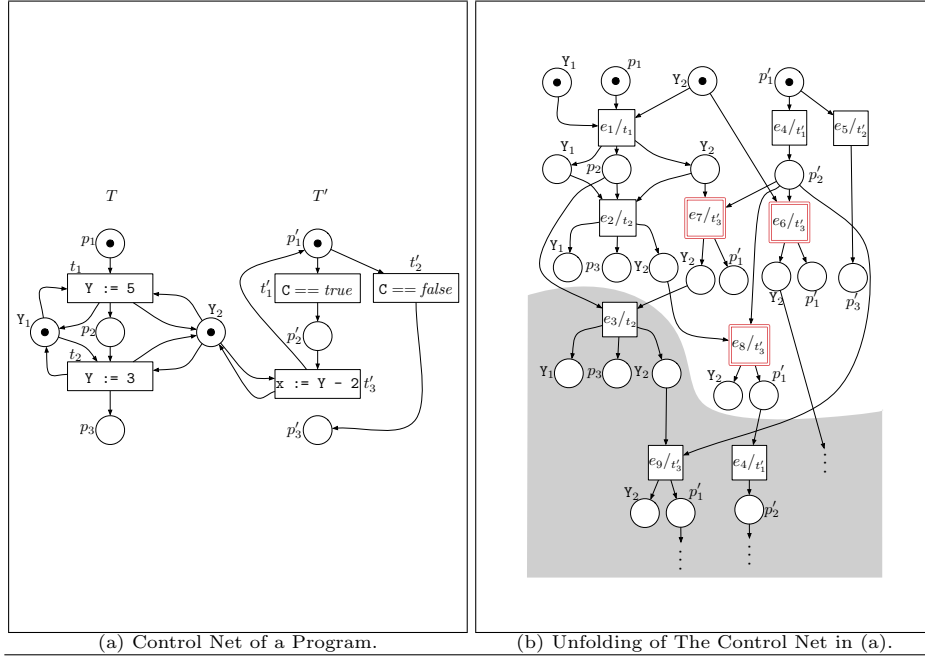 T T′
p₁ p′₁
t₁ t′₂
Y := 5 t′₁ C == true C == false
Y₁ p₂ Y₂ p′₂
t₂
Y := 3 x := Y - 2 t′₃
p₃ p′₃
(a) Control Net of a Program.
Y₁ p₁ Y₂ p′₁
e₁/t₁ e₄/t′₁ e₅/t′₂
Y₁ p₂ Y₂ p′₂
e₂/t₂ e₇/t′₃ e₆/t′₃
Y₁ p₃ Y₂ Y₂ p′₁ Y₂ p′₁ p′₃
e₃/t₂ e₈/t′₃
Y₁ p₃ Y₂ Y₂ p′₁
e₉/t′₃ e₄/t′₁ ⋮
Y₂ p′₁ p′₂
⋮ ⋮
(b) Unfolding of The Control Net in (a).